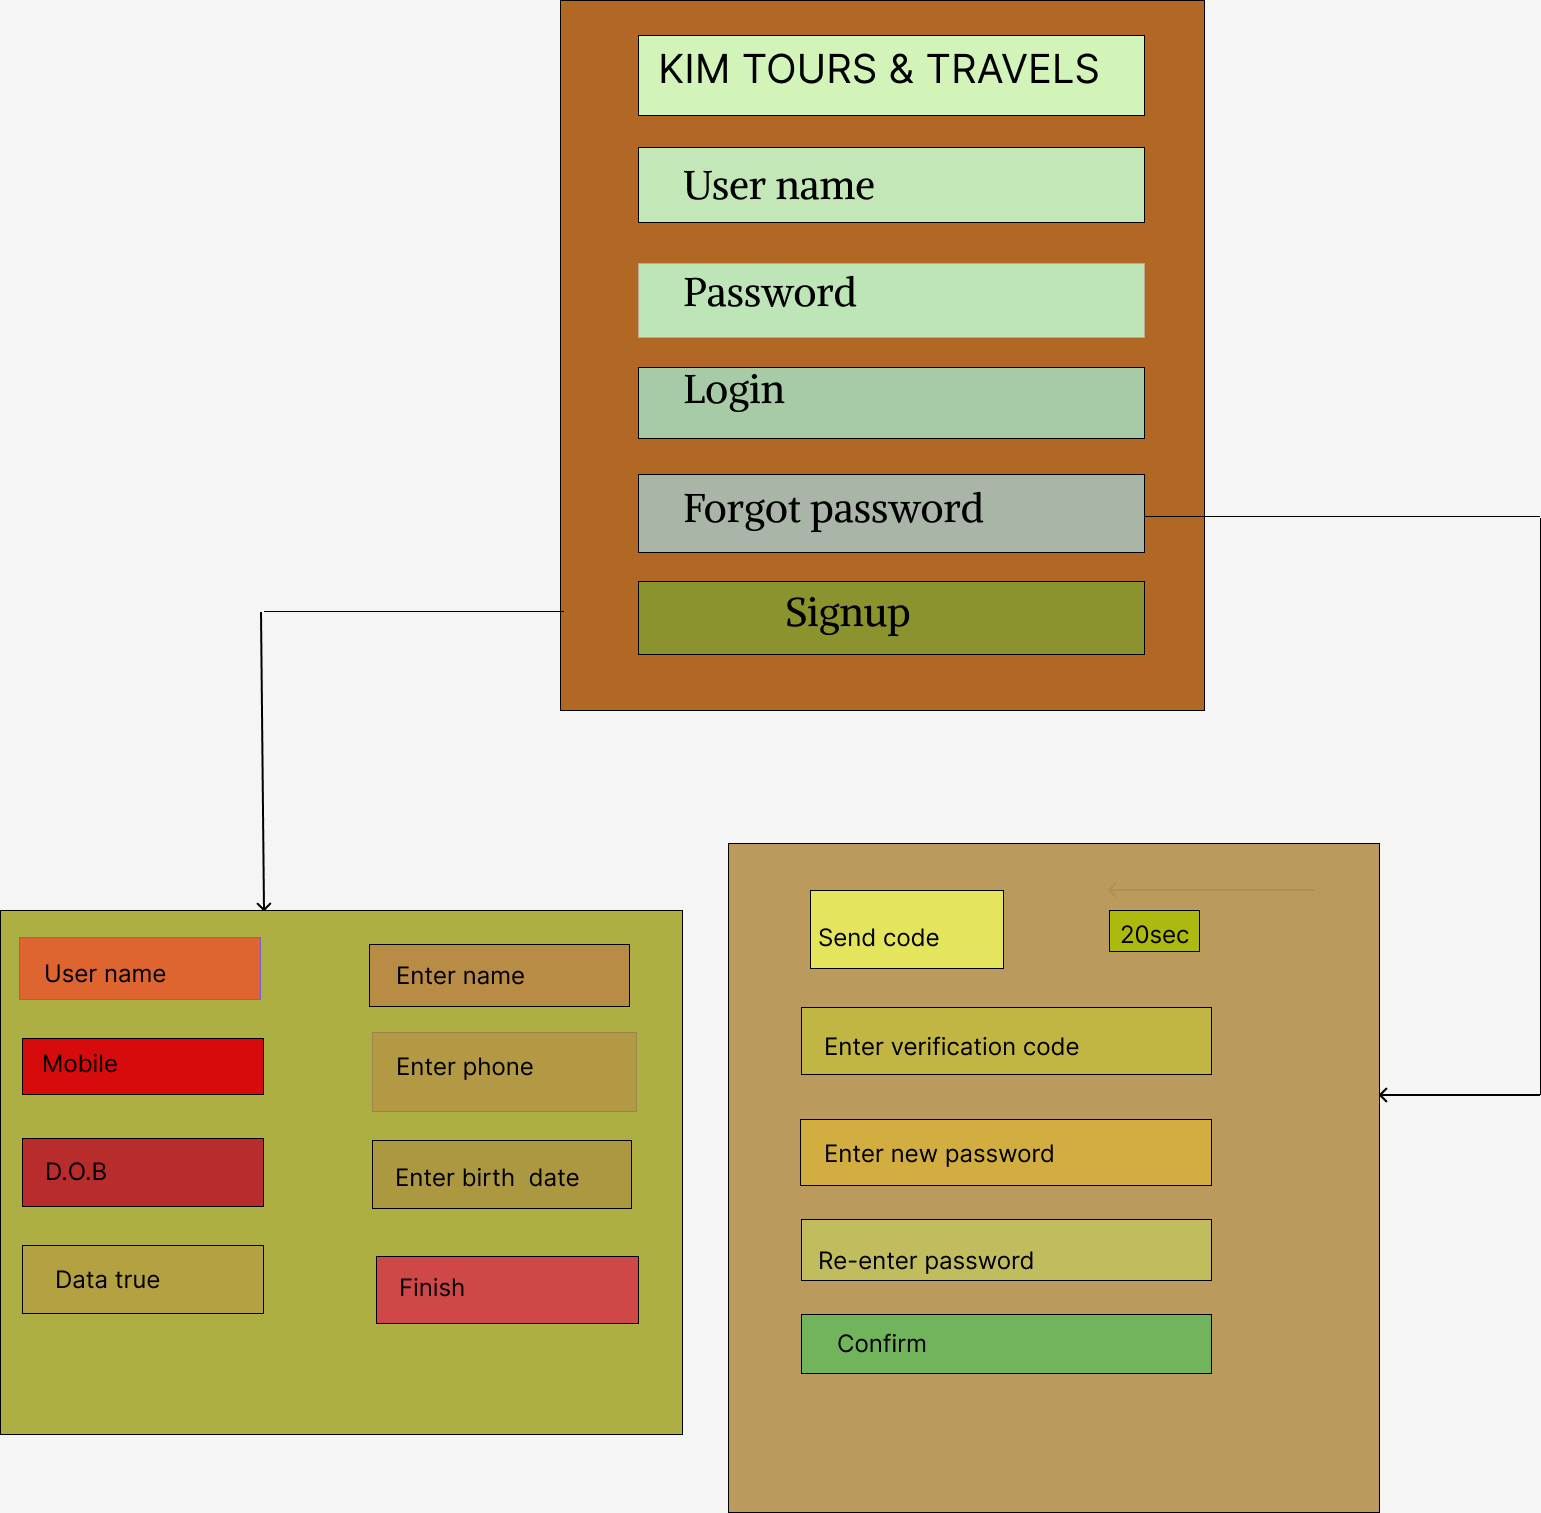 KIM TOURS & TRAVELS
User name
Password
Login
Forgot password
Signup
User name
Enter name
Mobile
Enter phone
D.O.B
Enter birth  date
Data true
Finish
Send code
20sec
Enter verification code
Enter new password
Re-enter password
Confirm